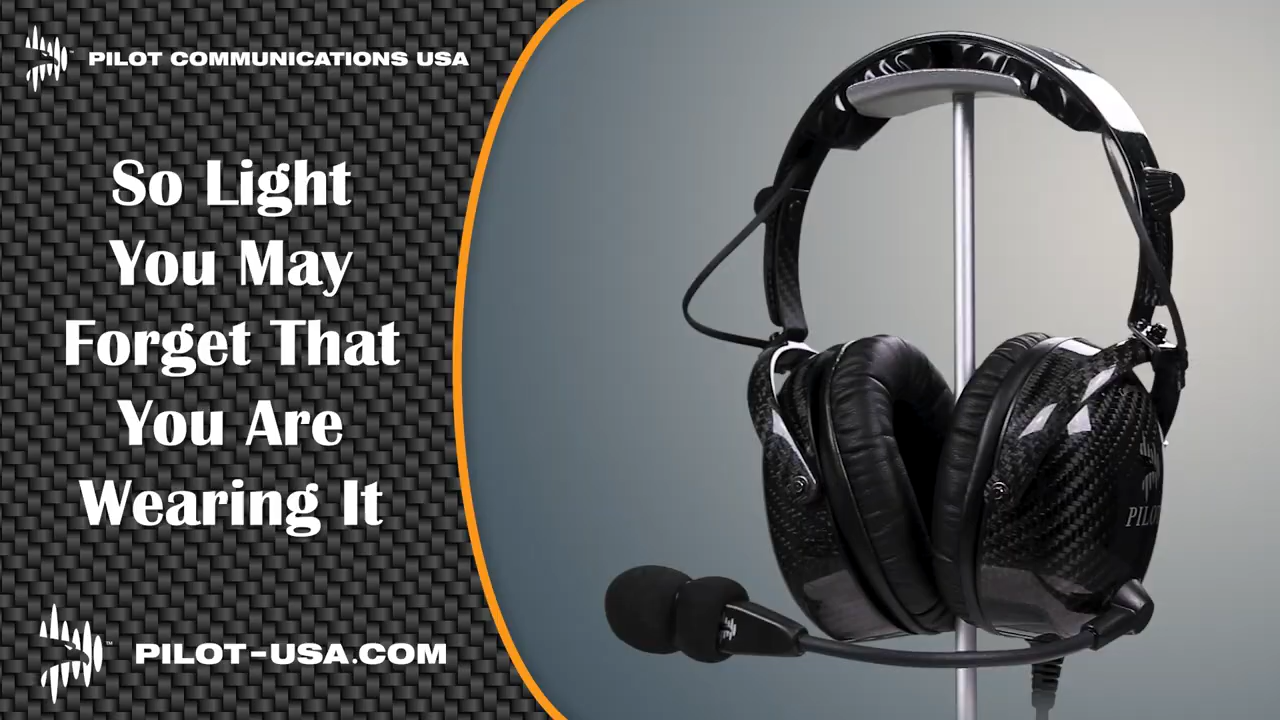 PILOT COMMUNICATIONS USA
So Light
You May
Forget That
You Are
Wearing It
PILOT-USA.COM
PILOT